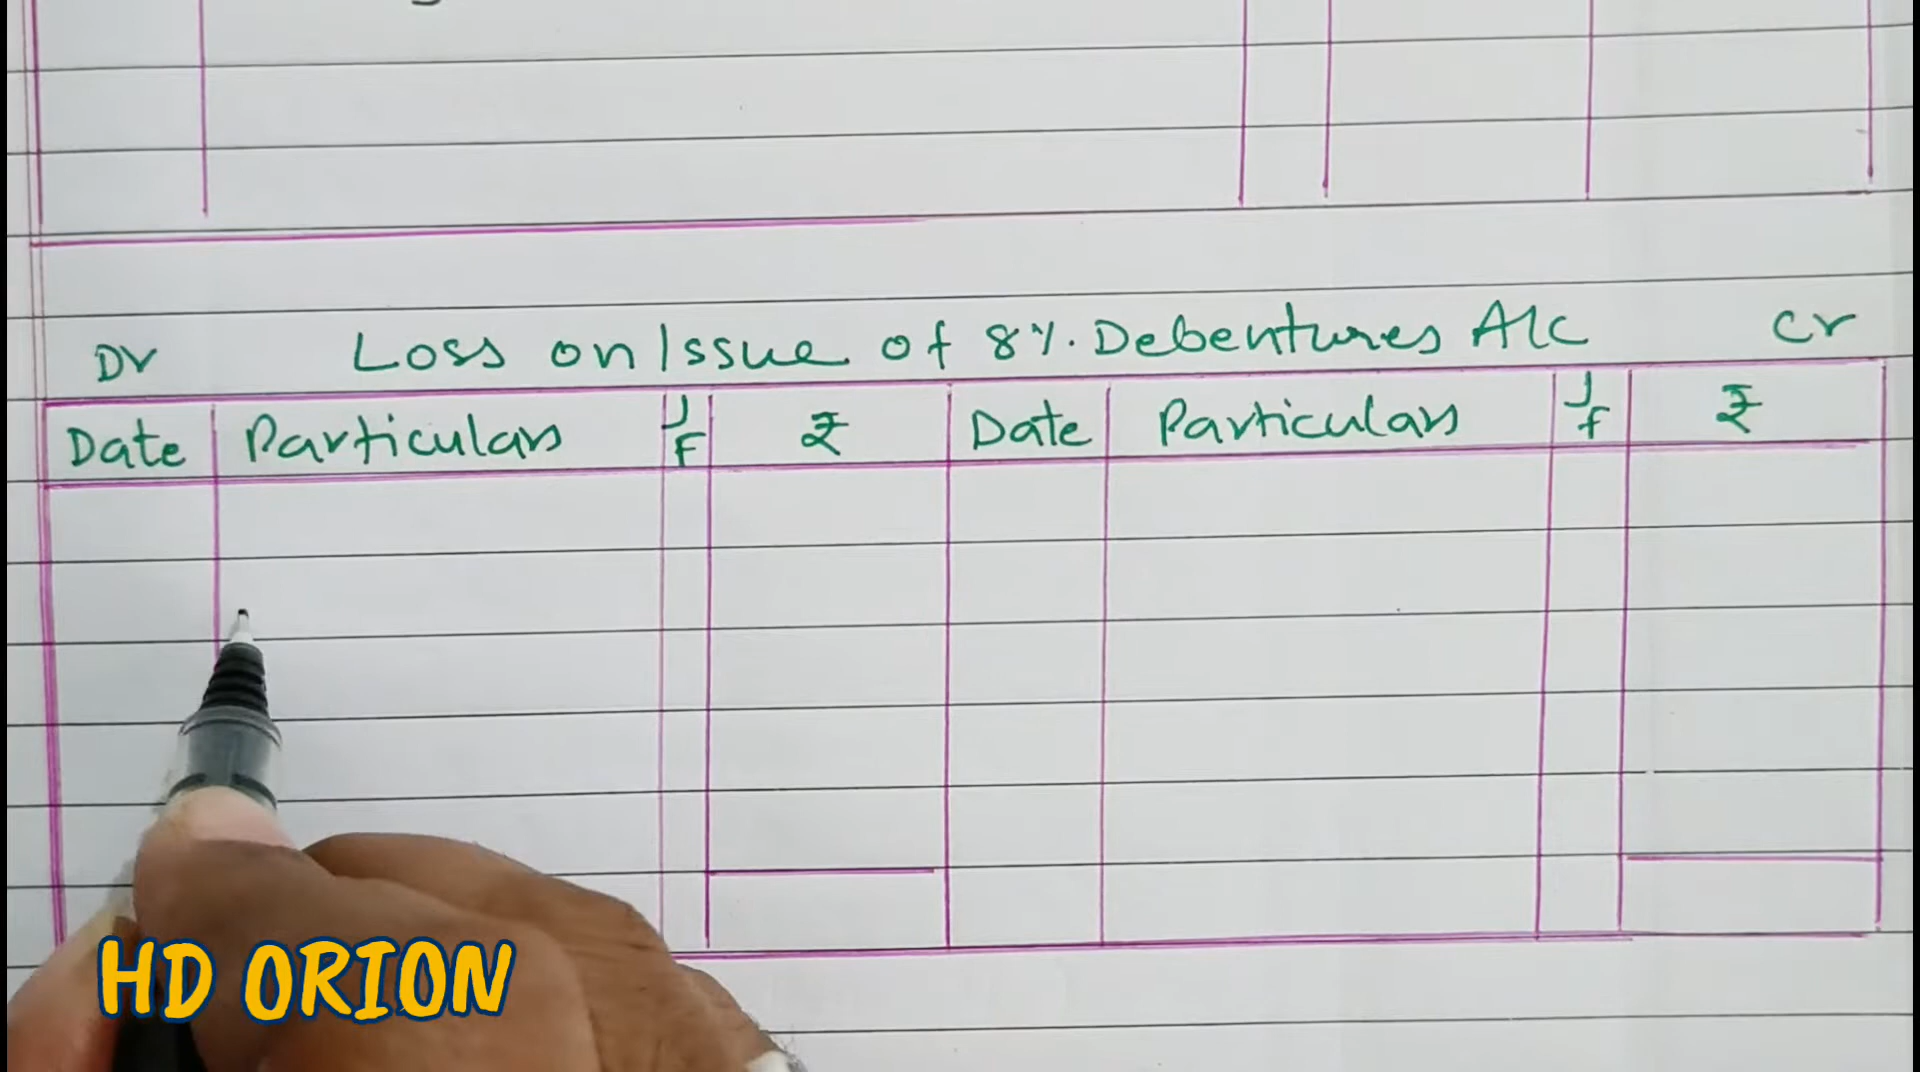 Dr Loss on Issue of 8%. Debentures A/c Cr
Date Particulars J/F ₹ Date Particulars J/F ₹
HD ORION